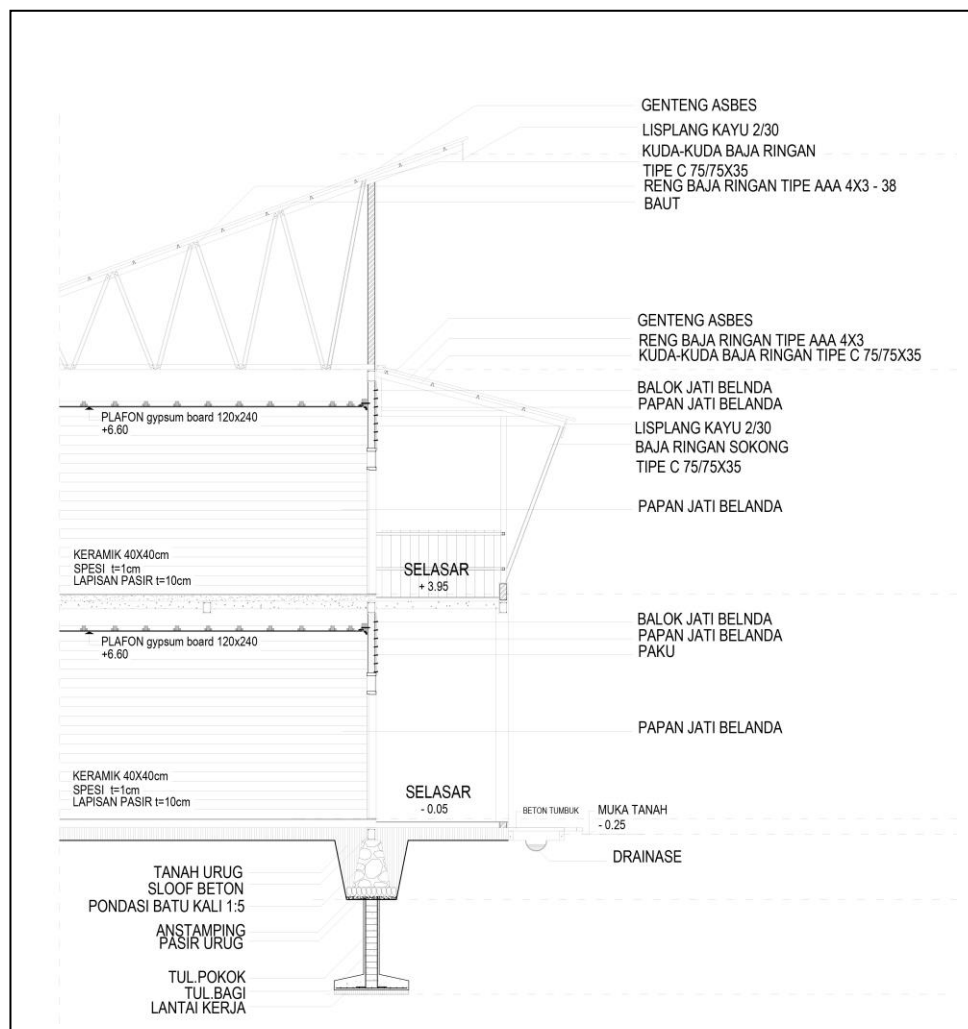 GENTENG ASBES
LISPLANG KAYU 2/30
KUDA-KUDA BAJA RINGAN
TIPE C 75/75X35
RENG BAJA RINGAN TIPE AAA 4X3 - 38
BAUT
GENTENG ASBES
RENG BAJA RINGAN TIPE AAA 4X3
KUDA-KUDA BAJA RINGAN TIPE C 75/75X35
BALOK JATI BELNDA
PAPAN JATI BELANDA
PLAFON gypsum board 120x240
+6.60
LISPLANG KAYU 2/30
BAJA RINGAN SOKONG
TIPE C 75/75X35
PAPAN JATI BELANDA
KERAMIK 40X40cm
SPESI t=1cm
LAPISAN PASIR t=10cm
SELASAR
+ 3.95
BALOK JATI BELNDA
PAPAN JATI BELANDA
PAKU
PLAFON gypsum board 120x240
+6.60
PAPAN JATI BELANDA
KERAMIK 40X40cm
SPESI t=1cm
LAPISAN PASIR t=10cm
SELASAR
- 0.05
BETON TUMBUK
MUKA TANAH
- 0.25
DRAINASE
TANAH URUG
SLOOF BETON
PONDASI BATU KALI 1:5
ANSTAMPING
PASIR URUG
TUL.POKOK
TUL.BAGI
LANTAI KERJA